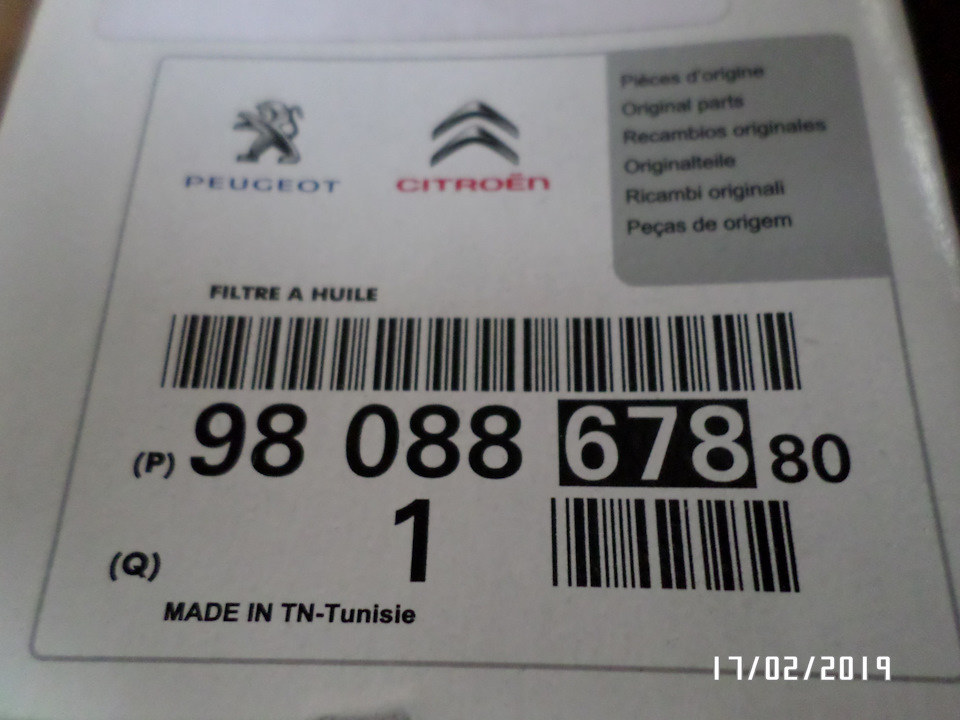 PEUGEOT CITROËN
Pièces d'origine
Original parts
Recambios originales
Originalteile
Ricambi originali
Peças de origem
FILTRE A HUILE
(P) 98 088 678 80
(Q) 1
MADE IN TN-Tunisie
17/02/2019